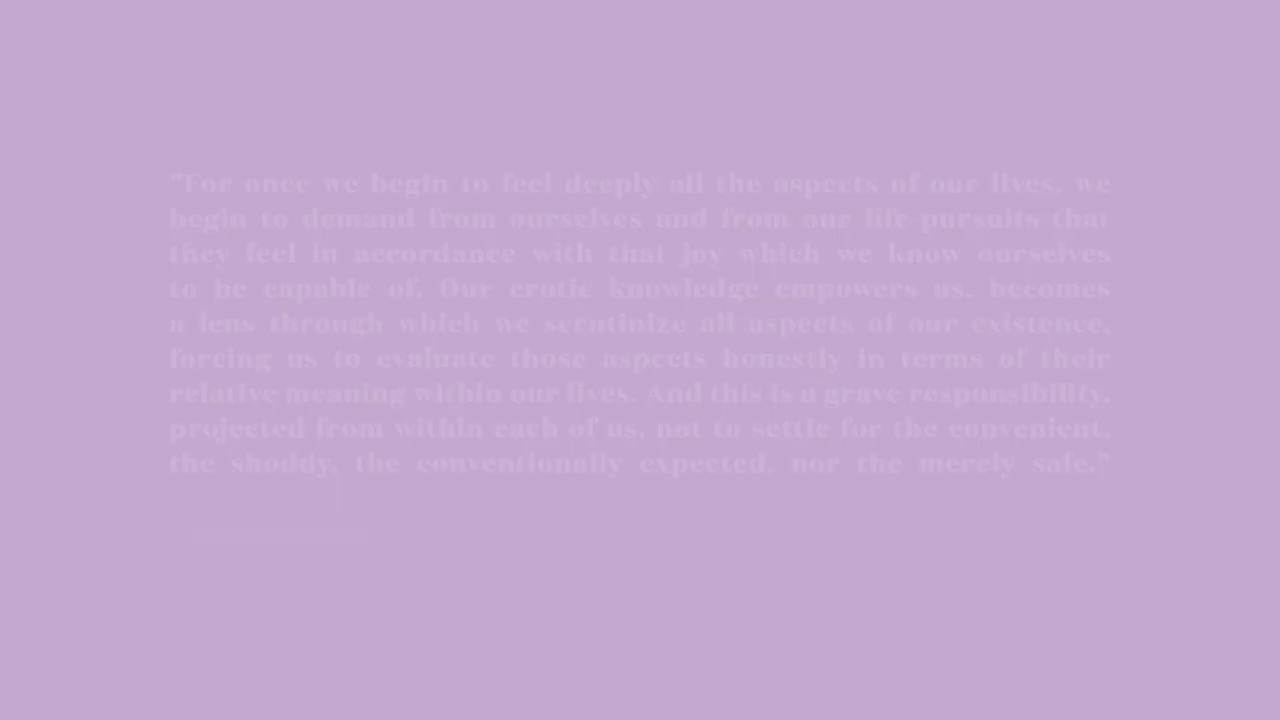 "For once we begin to feel deeply all the aspects of our lives, we
begin to demand from ourselves and from our life-pursuits that
they feel in accordance with that joy which we know ourselves
to be capable of. Our erotic knowledge empowers us, becomes
a lens through which we scrutinize all aspects of our existence,
forcing us to evaluate those aspects honestly in terms of their
relative meaning within our lives. And this is a grave responsibility,
projected from within each of us, not to settle for the convenient,
the shoddy, the conventionally expected, nor the merely safe."